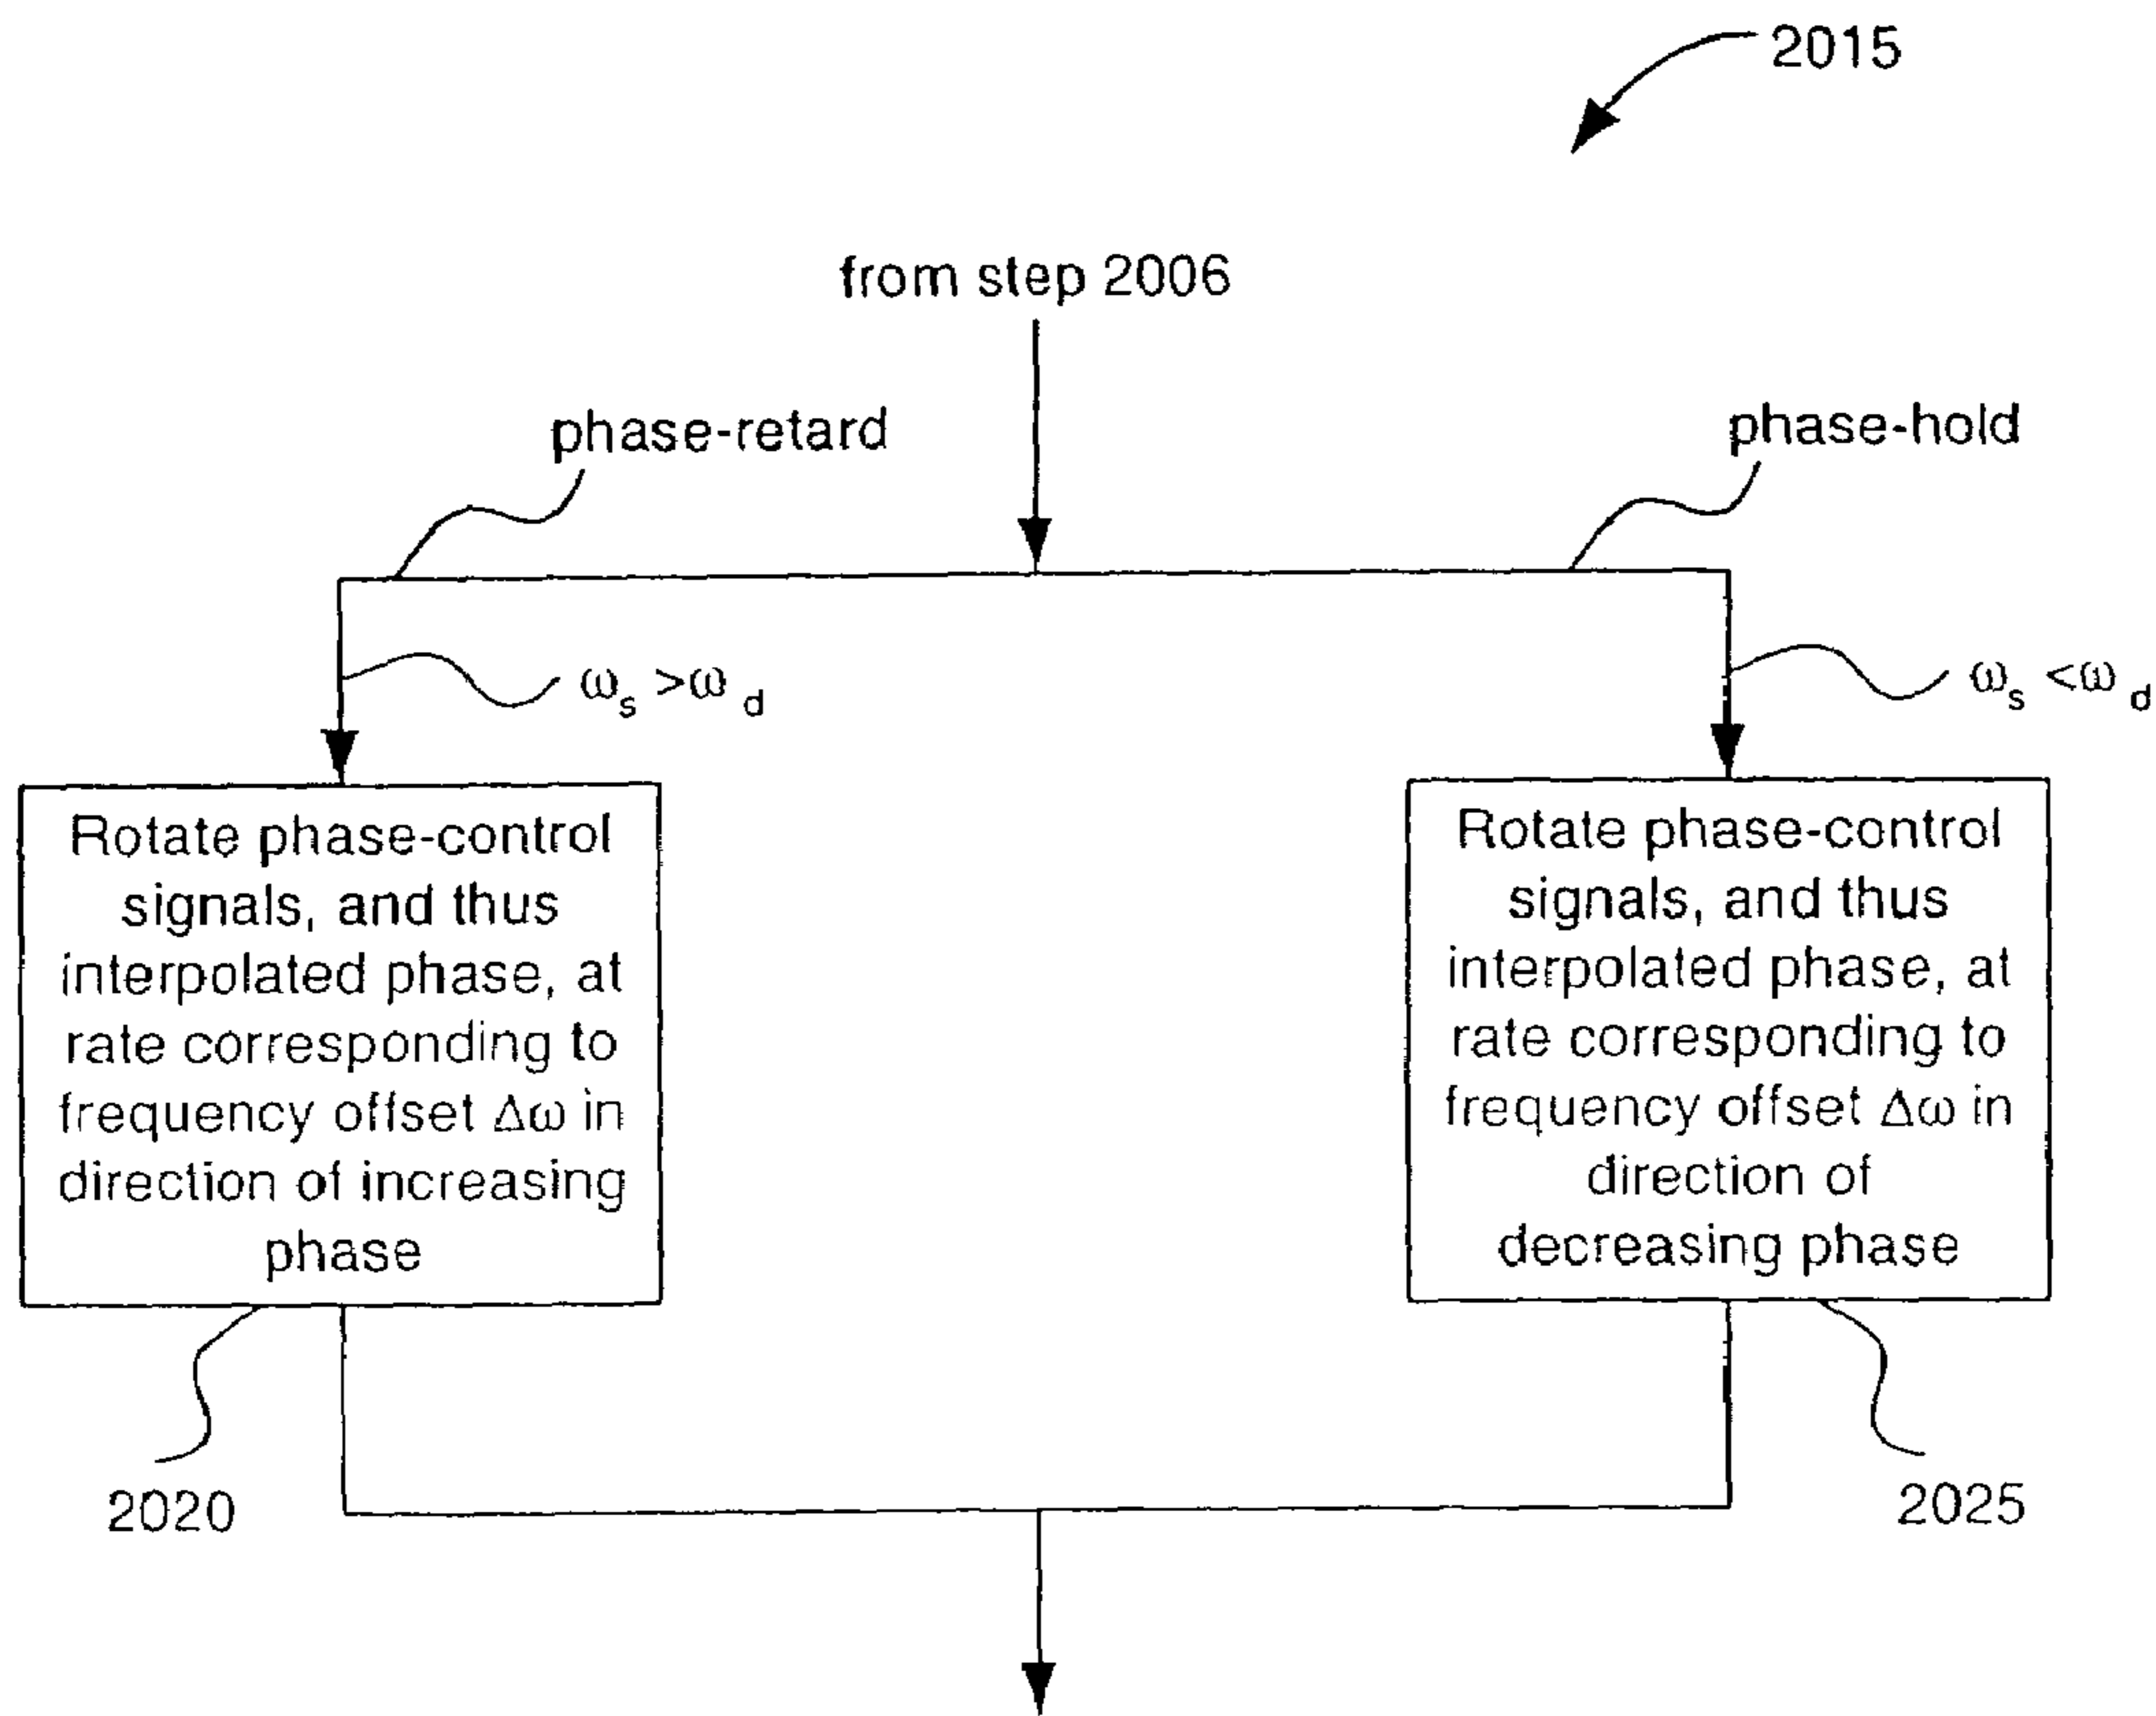 2015
from step 2006
phase-retard
phase-hold
ωs >ωd
ωs <ωd
Rotate phase-control
signals, and thus
interpolated phase, at
rate corresponding to
frequency offset Δω in
direction of increasing
phase
Rotate phase-control
signals, and thus
interpolated phase, at
rate corresponding to
frequency offset Δω in
direction of
decreasing phase
2020
2025